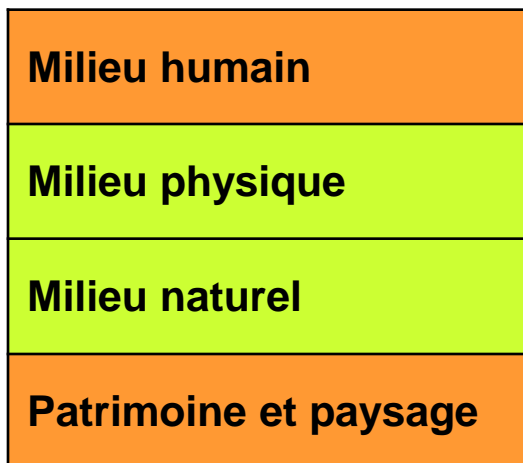 Milieu humain
Milieu physique
Milieu naturel
Patrimoine et paysage